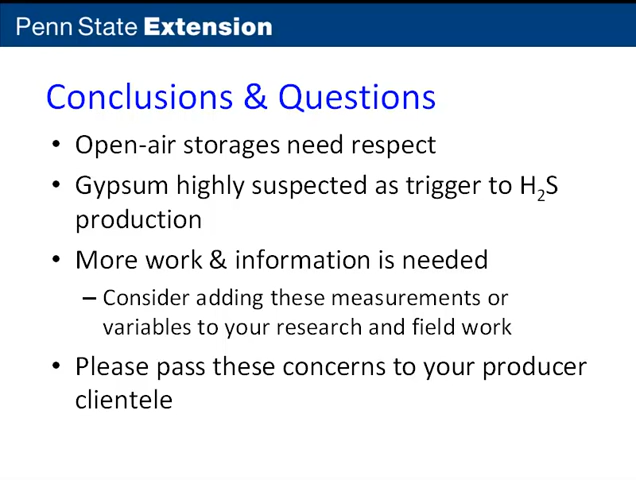 Penn State Extension
Conclusions & Questions
• Open-air storages need respect
• Gypsum highly suspected as trigger to H₂S
production
• More work & information is needed
– Consider adding these measurements or
variables to your research and field work
• Please pass these concerns to your producer
clientele